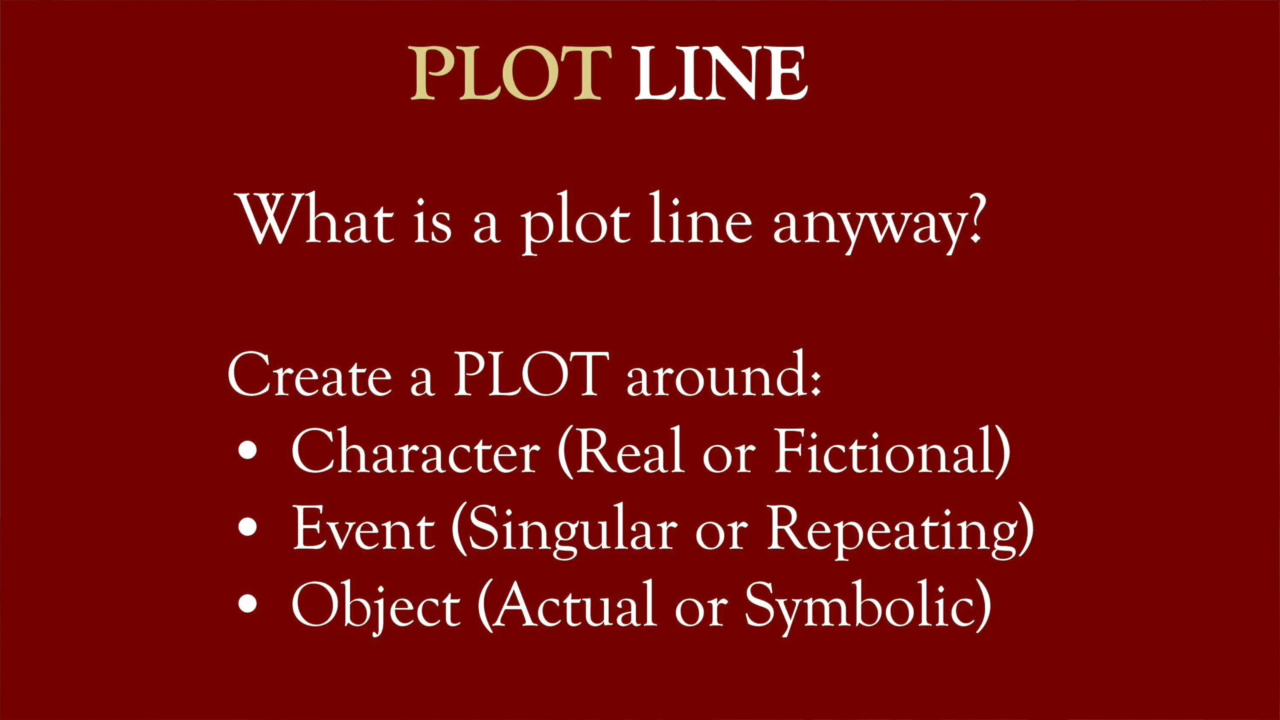 PLOT LINE
What is a plot line anyway?
Create a PLOT around:
• Character (Real or Fictional)
• Event (Singular or Repeating)
• Object (Actual or Symbolic)